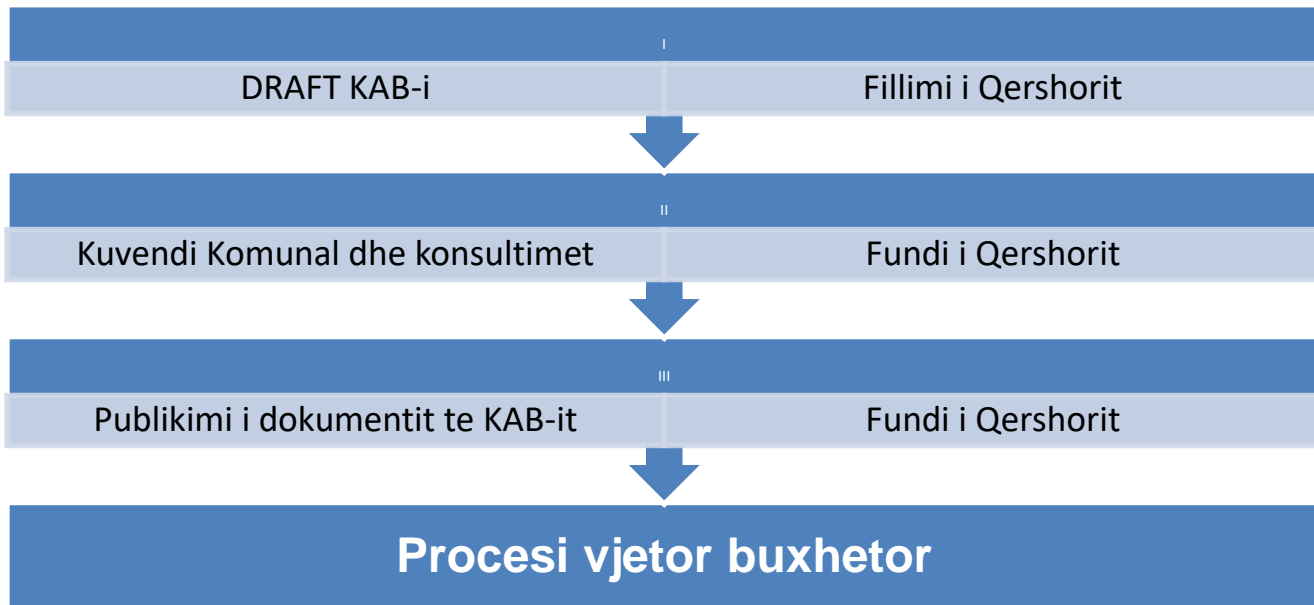 I
DRAFT KAB-i
Fillimi i Qershorit
II
Kuvendi Komunal dhe konsultimet
Fundi i Qershorit
III
Publikimi i dokumentit te KAB-it
Fundi i Qershorit
Procesi vjetor buxhetor